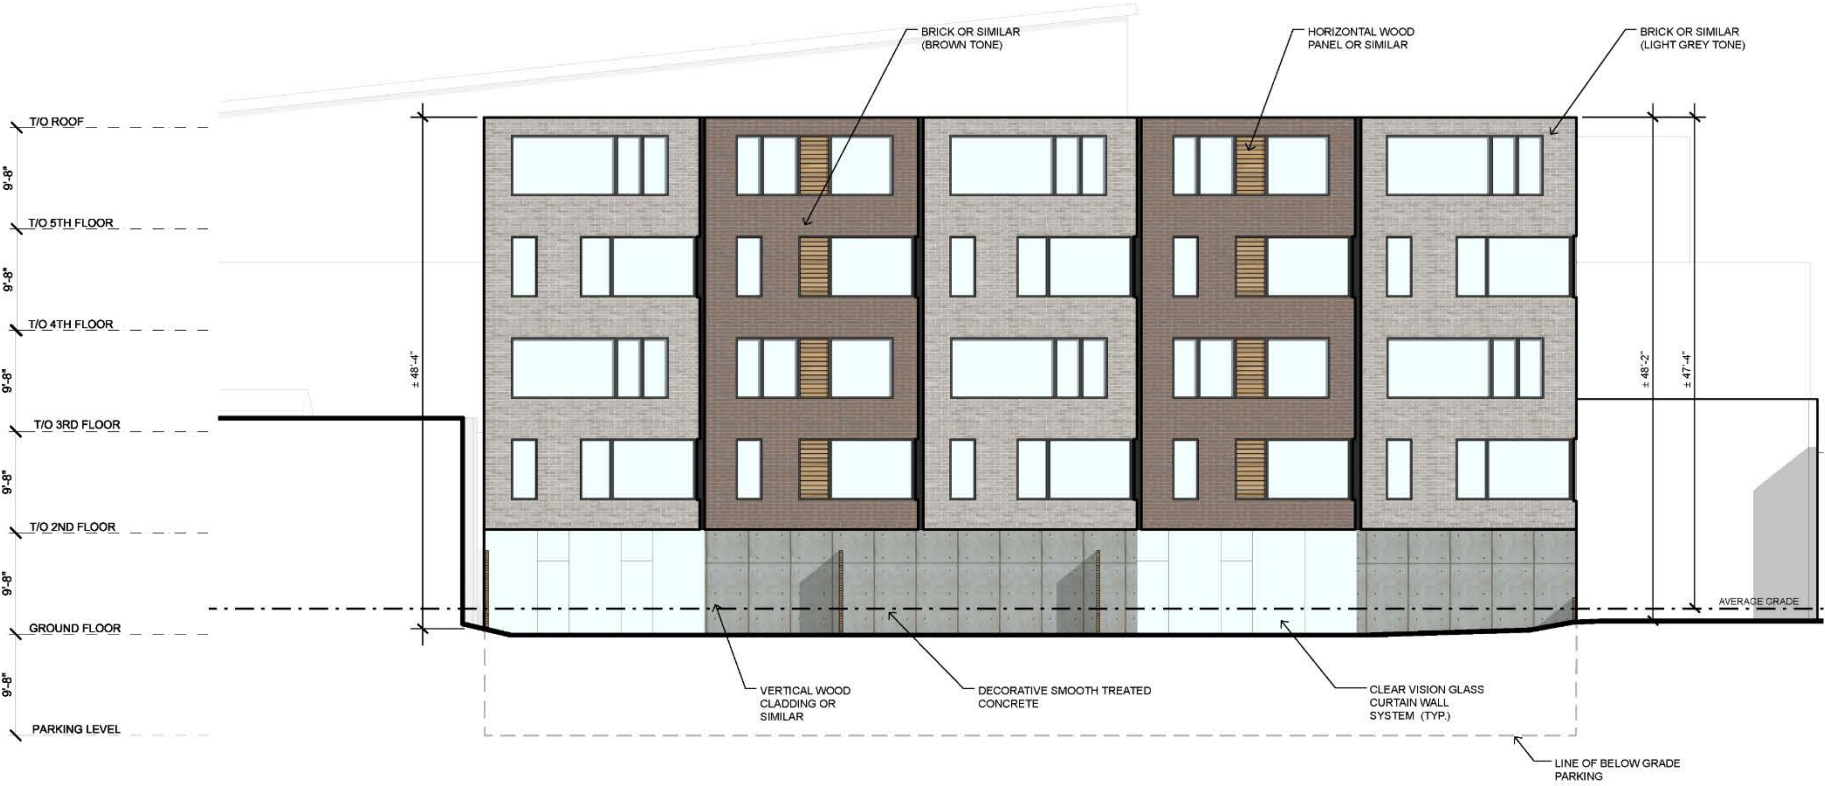 BRICK OR SIMILAR
(BROWN TONE)
HORIZONTAL WOOD
PANEL OR SIMILAR
BRICK OR SIMILAR
(LIGHT GREY TONE)
T/O ROOF
9'-8"
T/O 5TH FLOOR
9'-8"
T/O 4TH FLOOR
9'-8"
T/O 3RD FLOOR
9'-8"
T/O 2ND FLOOR
9'-8"
GROUND FLOOR
9'-8"
PARKING LEVEL
± 48'-4"
± 48'-2"
± 47'-4"
AVERAGE GRADE
VERTICAL WOOD
CLADDING OR
SIMILAR
DECORATIVE SMOOTH TREATED
CONCRETE
CLEAR VISION GLASS
CURTAIN WALL
SYSTEM (TYP.)
LINE OF BELOW GRADE
PARKING